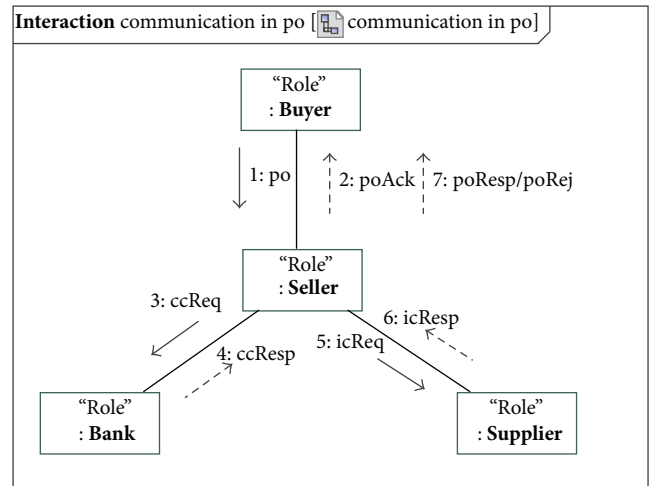 Interaction communication in po [communication in po]
“Role”
: Buyer
1: po
2: poAck
7: poResp/poRej
“Role”
: Seller
3: ccReq
4: ccResp
5: icReq
6: icResp
“Role”
: Bank
“Role”
: Supplier